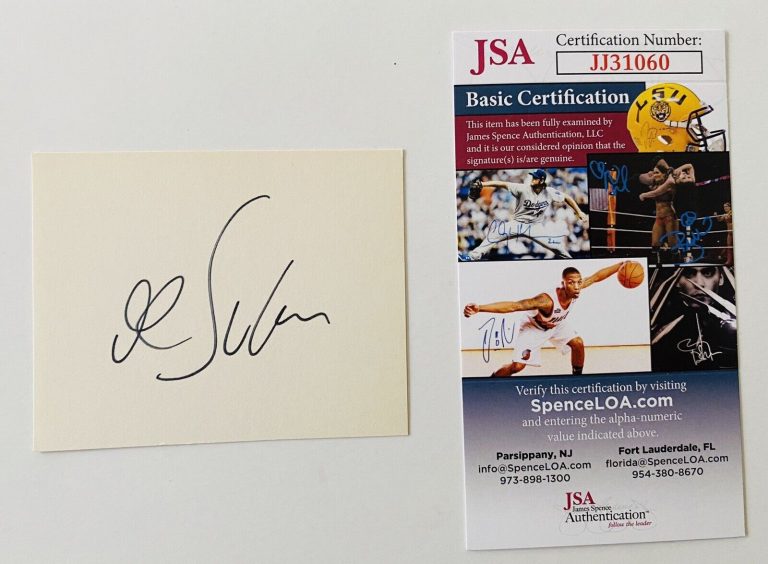 JSA
Certification Number:
JJ31060
Basic Certification
This item has been fully examined by
James Spence Authentication, LLC
and it is our considered opinion that the
signature(s) is/are genuine.
LSU
Dodgers
Verify this certification by visiting
SpenceLOA.com
and entering the alpha-numeric
value indicated above.
Parsippany, NJ
info@SpenceLOA.com
973-898-1300
Fort Lauderdale, FL
florida@SpenceLOA.com
954-380-8670
JSA
James Spence
Authentication™
follow the leader